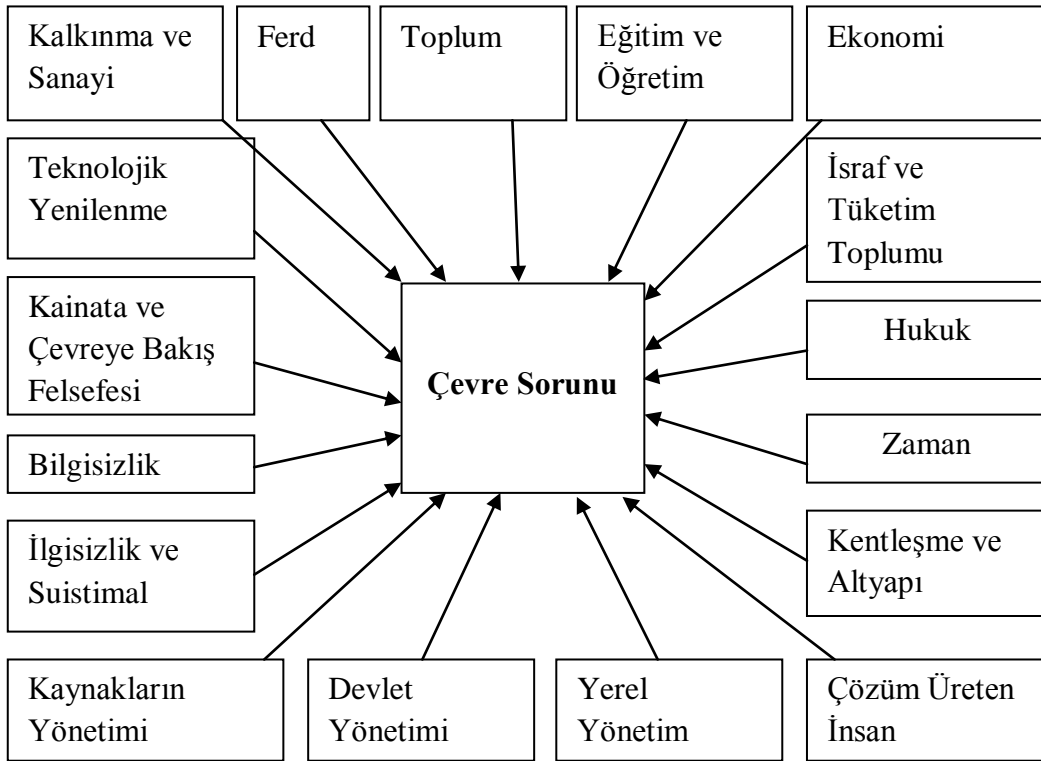 Kalkınma ve
Sanayi
Ferd
Toplum
Eğitim ve
Öğretim
Ekonomi
Teknolojik
Yenilenme
İsraf ve
Tüketim
Toplumu
Kainata ve
Çevreye Bakış
Felsefesi
Çevre Sorunu
Hukuk
Bilgisizlik
Zaman
İlgisizlik ve
Suistimal
Kentleşme ve
Altyapı
Kaynakların
Yönetimi
Devlet
Yönetimi
Yerel
Yönetim
Çözüm Üreten
İnsan